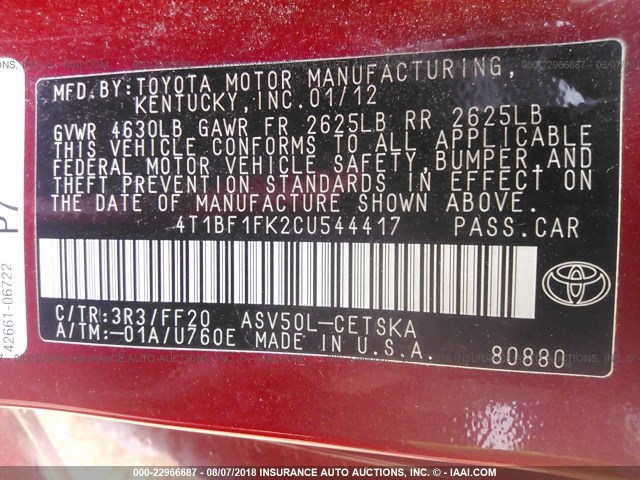 MFD.BY:TOYOTA MOTOR MANUFACTURING,
KENTUCKY,INC.01/12
GVWR 4630LB GAWR FR 2625LB RR 2625LB
THIS VEHICLE CONFORMS TO ALL APPLICABLE
FEDERAL MOTOR VEHICLE SAFETY,BUMPER,AND
THEFT PREVENTION STANDARDS IN EFFECT ON
THE DATE OF MANUFACTURE SHOWN ABOVE.
4T1BF1FK2CU544417 PASS.CAR
C/TR:3R3/FF20 ASV50L-CETSKA
A/TM:-01A/U760E MADE IN U.S.A. 80880
TOYOTA
P7
42661-06722
000-22966687 - 08/07/2018 INSURANCE AUTO AUCTIONS, INC. © - IAAI.COM